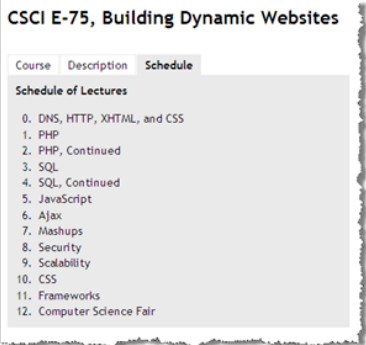 CSCI E-75, Building Dynamic Websites
Course Description Schedule
Schedule of Lectures
0. DNS, HTTP, XHTML, and CSS
1. PHP
2. PHP, Continued
3. SQL
4. SQL, Continued
5. JavaScript
6. Ajax
7. Mashups
8. Security
9. Scalability
10. CSS
11. Frameworks
12. Computer Science Fair